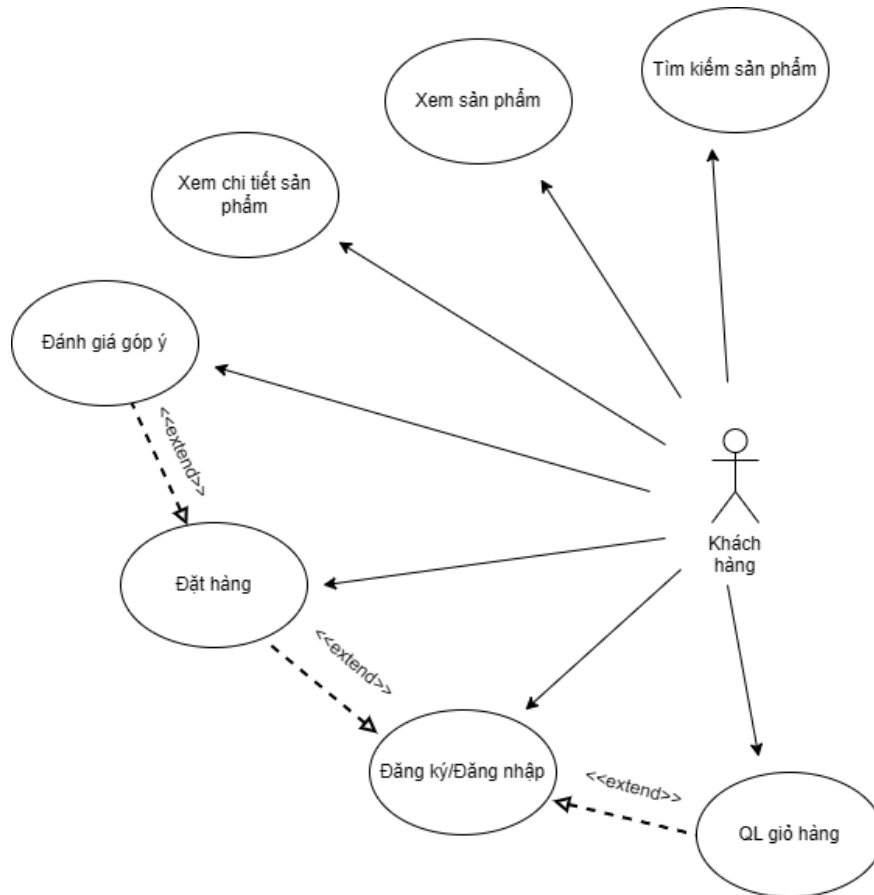 Tìm kiếm sản phẩm
Xem sản phẩm
Xem chi tiết sản
phẩm
Đánh giá góp ý
<<extend>>
Khách
hàng
Đặt hàng
<<extend>>
Đăng ký/Đăng nhập
<<extend>>
QL giỏ hàng